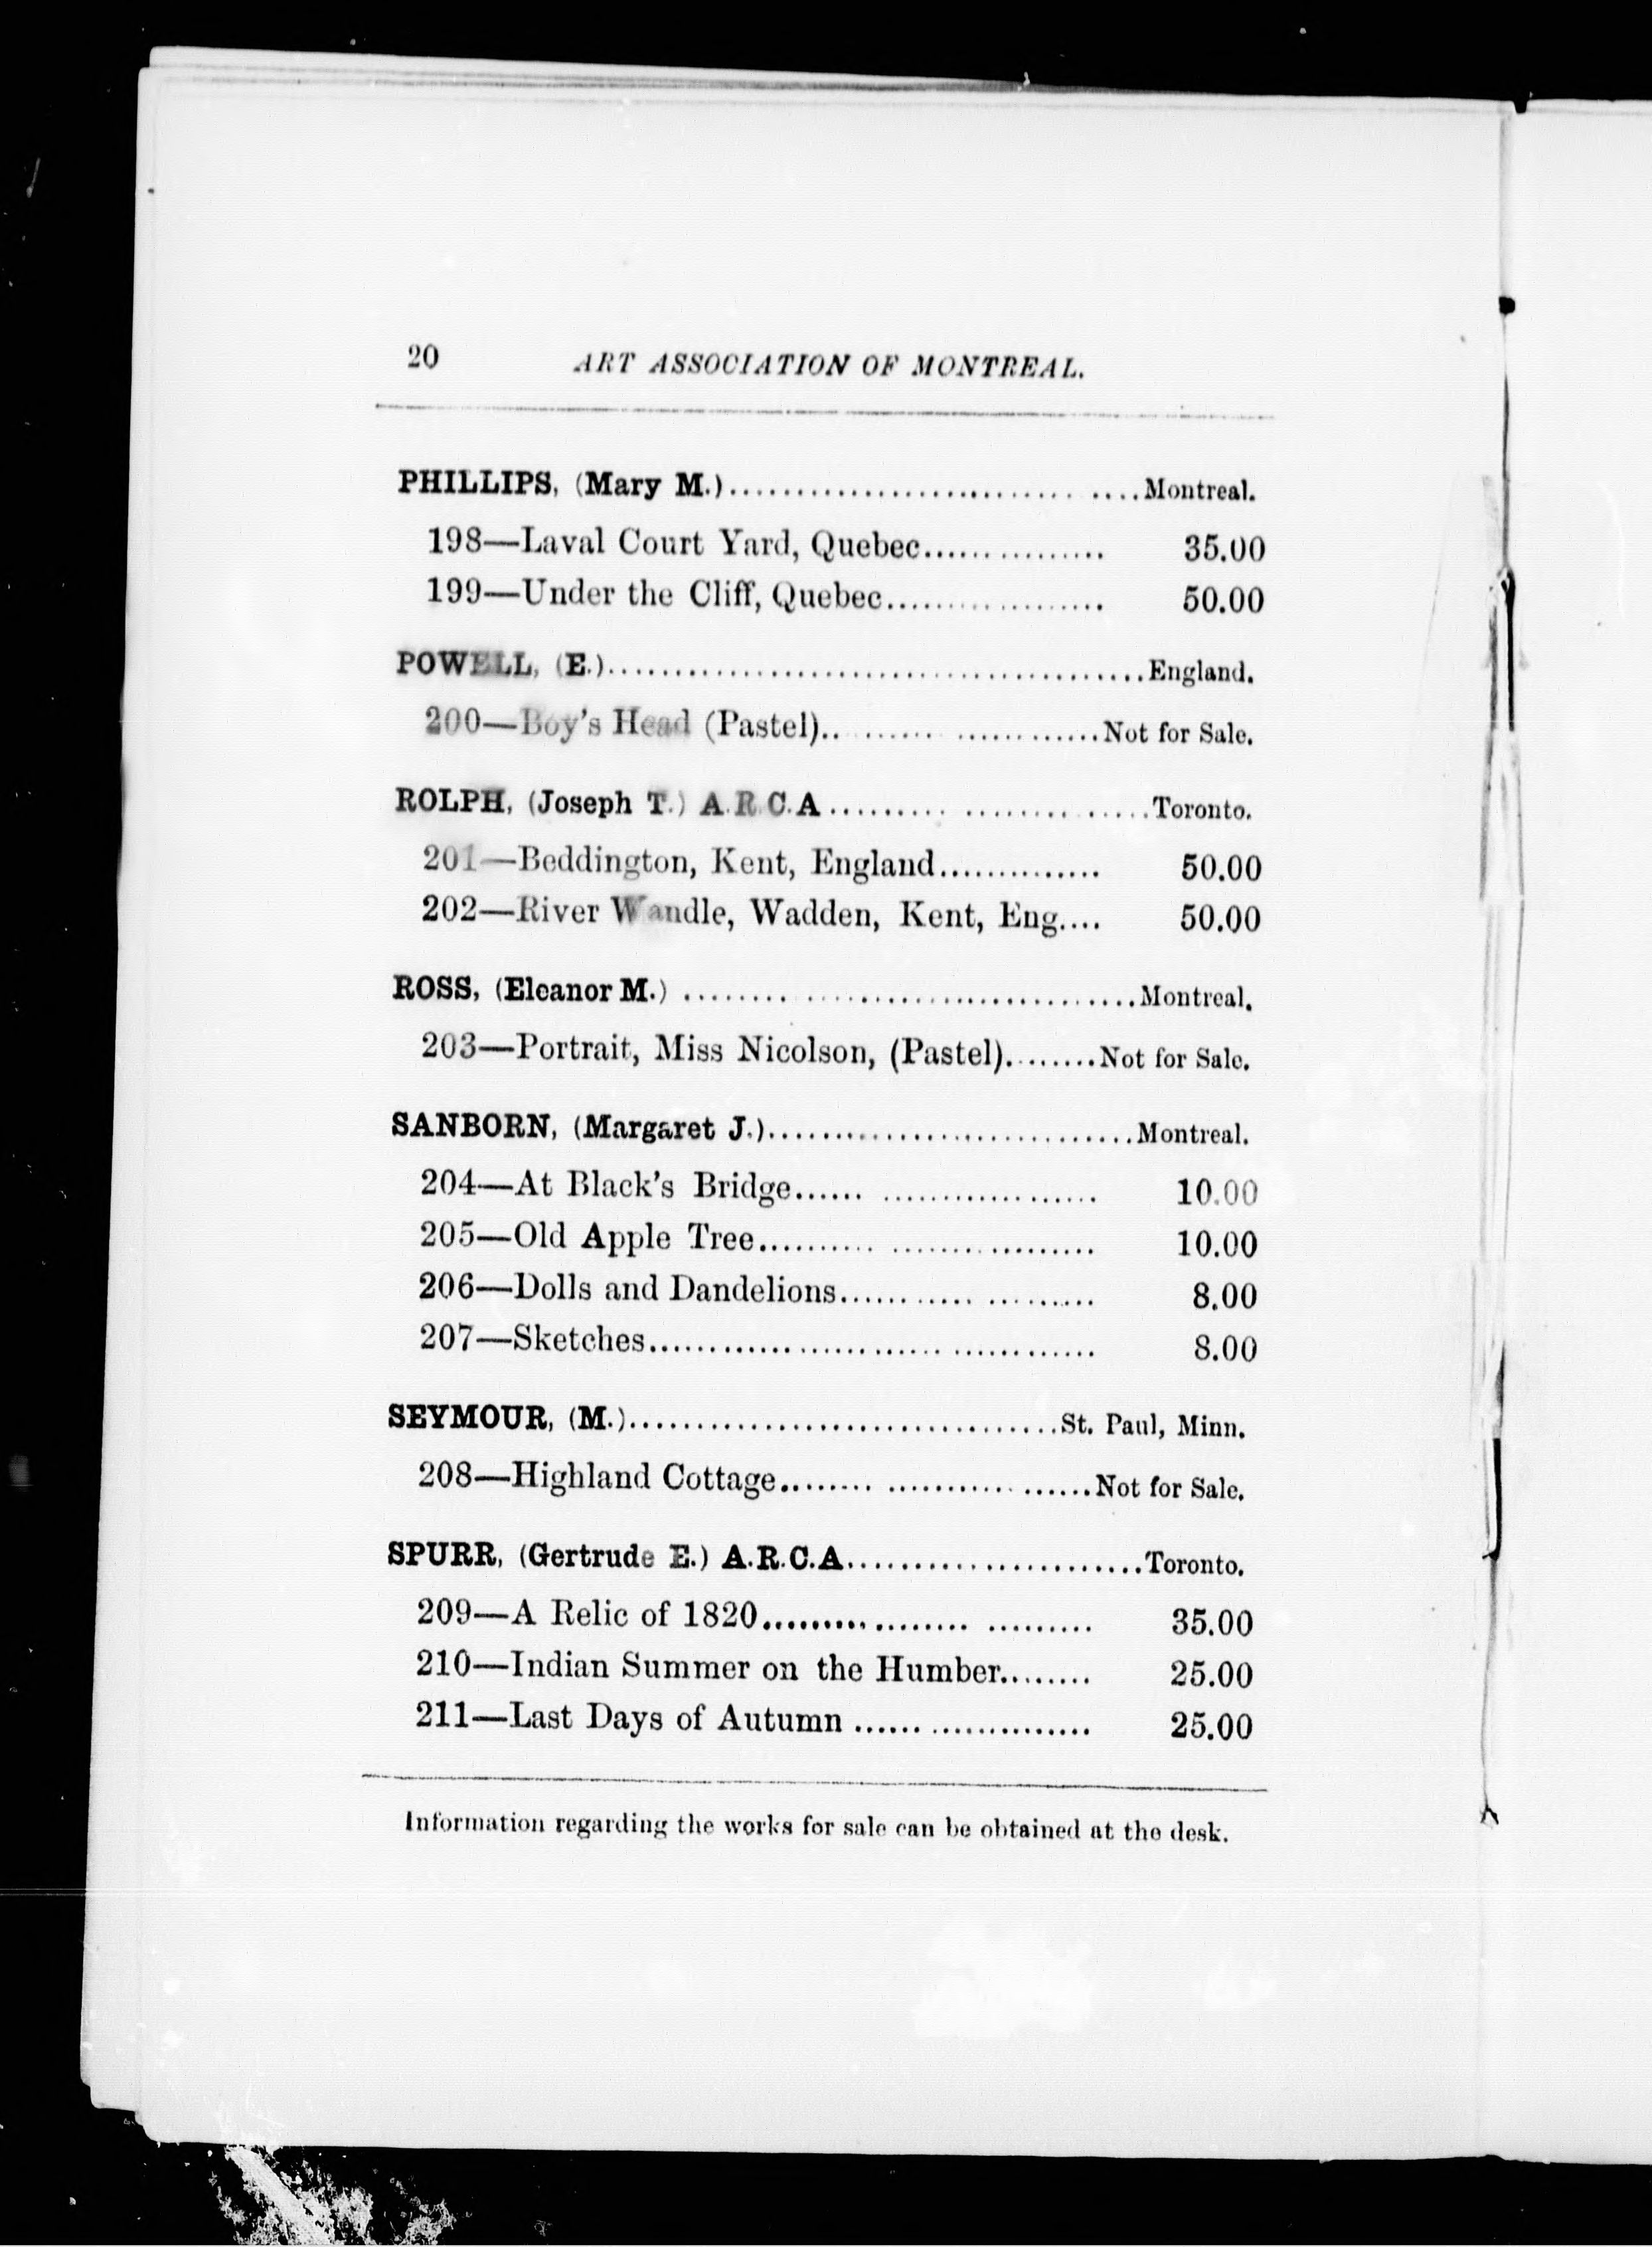 20 ART ASSOCIATION OF MONTREAL.
PHILLIPS, (Mary M.)................................Montreal.
198—Laval Court Yard, Quebec............... 35.00
199—Under the Cliff, Quebec.................. 50.00
POWELL, (E.)........................................England.
200—Boy's Head (Pastel)......................Not for Sale.
ROLPH, (Joseph T.) A.R.C.A.......................Toronto.
201—Beddington, Kent, England.............. 50.00
202—River Wandle, Wadden, Kent, Eng.... 50.00
ROSS, (Eleanor M.) ..................................Montreal.
203—Portrait, Miss Nicolson, (Pastel)........Not for Sale.
SANBORN, (Margaret J.)............................Montreal.
204—At Black's Bridge...... .................. 10.00
205—Old Apple Tree.......... ................. 10.00
206—Dolls and Dandelions............ .......... 8.00
207—Sketches.................................... 8.00
SEYMOUR, (M.)................................St. Paul, Minn.
208—Highland Cottage........ ........... ......Not for Sale.
SPURR, (Gertrude E.) A.R.C.A......................Toronto.
209—A Relic of 1820.................. ......... 35.00
210—Indian Summer on the Humber........ 25.00
211—Last Days of Autumn .................... 25.00
Information regarding the works for sale can be obtained at the desk.